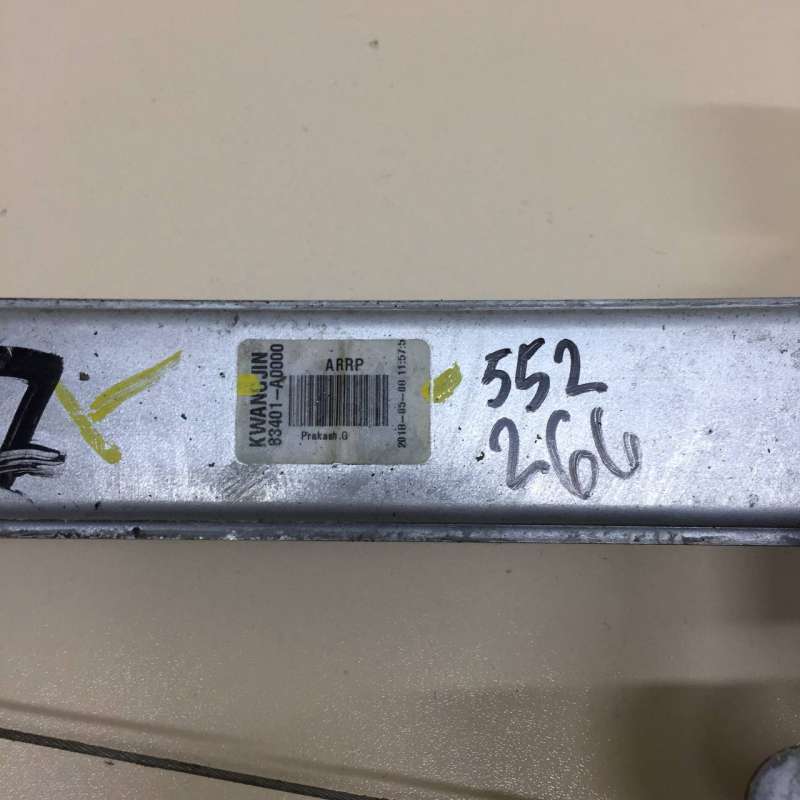 KWANGJIN
83401-A0000
ARRP
Prakash.G
552
266